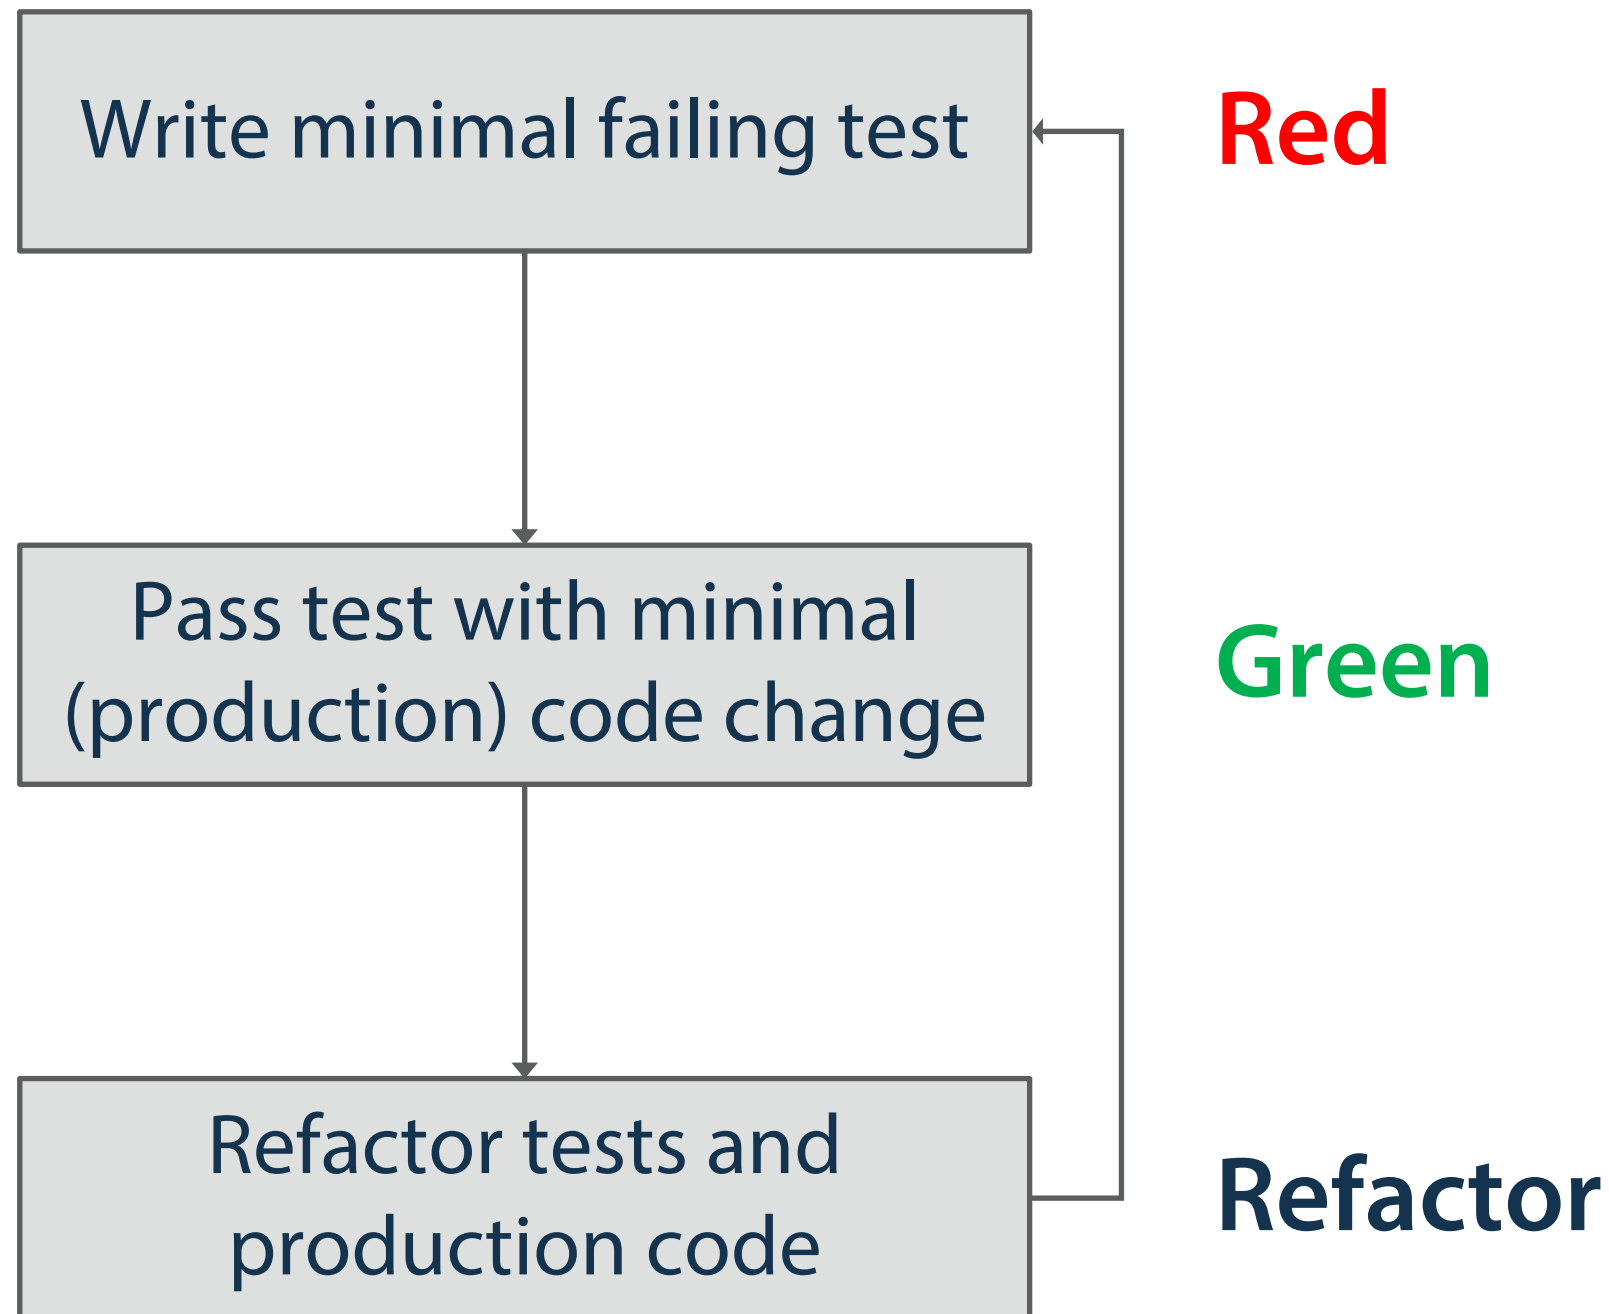 Write minimal failing test
Red
Pass test with minimal
(production) code change
Green
Refactor tests and
production code
Refactor